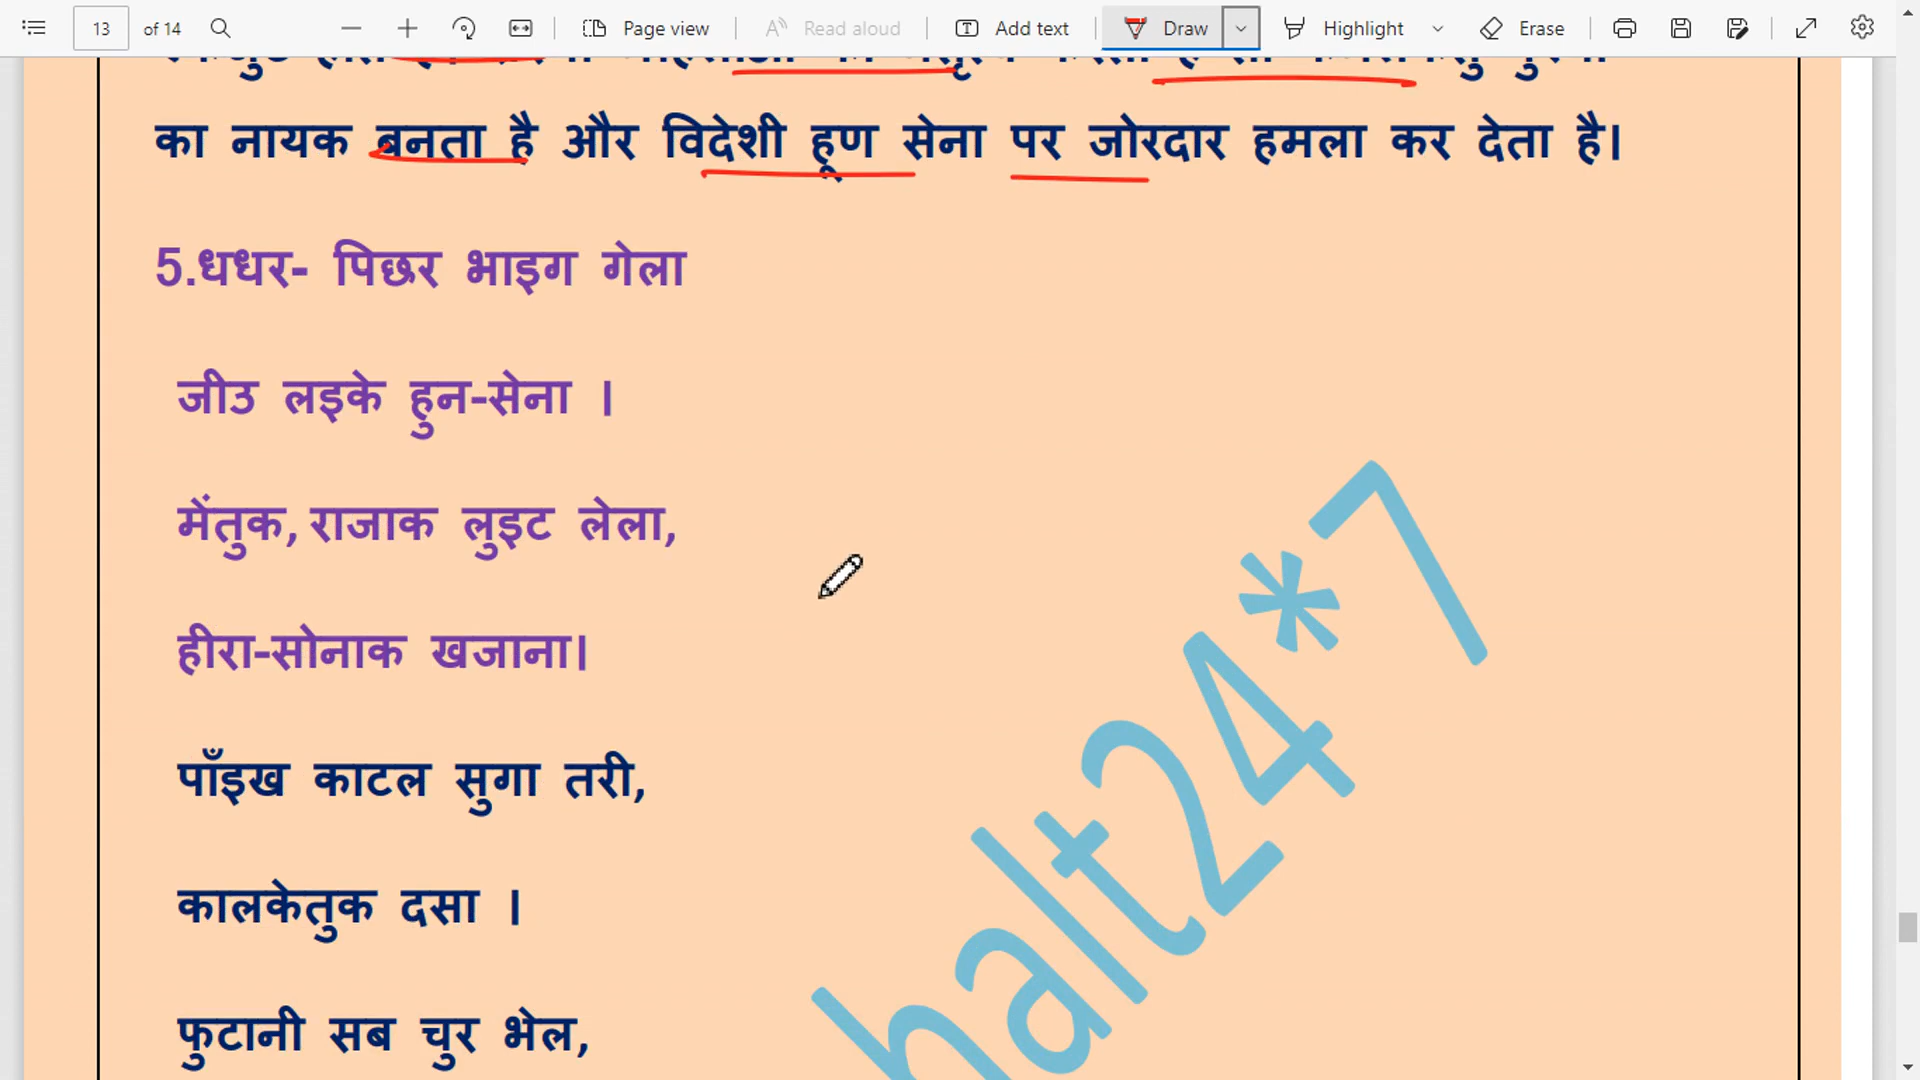 13 of 14 Page view Read aloud Add text Draw Highlight Erase
का नायक बनता है और विदेशी हूण सेना पर जोरदार हमला कर देता है।
5.धधर- पिछर भाइग गेला
जीउ लइके हुन-सेना ।
मेंतुक, राजाक लुइट लेला,
हीरा-सोनाक खजाना।
पाँइख काटल सुगा तरी,
कालकेतुक दसा ।
फुटानी सब चुर भेल,
halt24*7